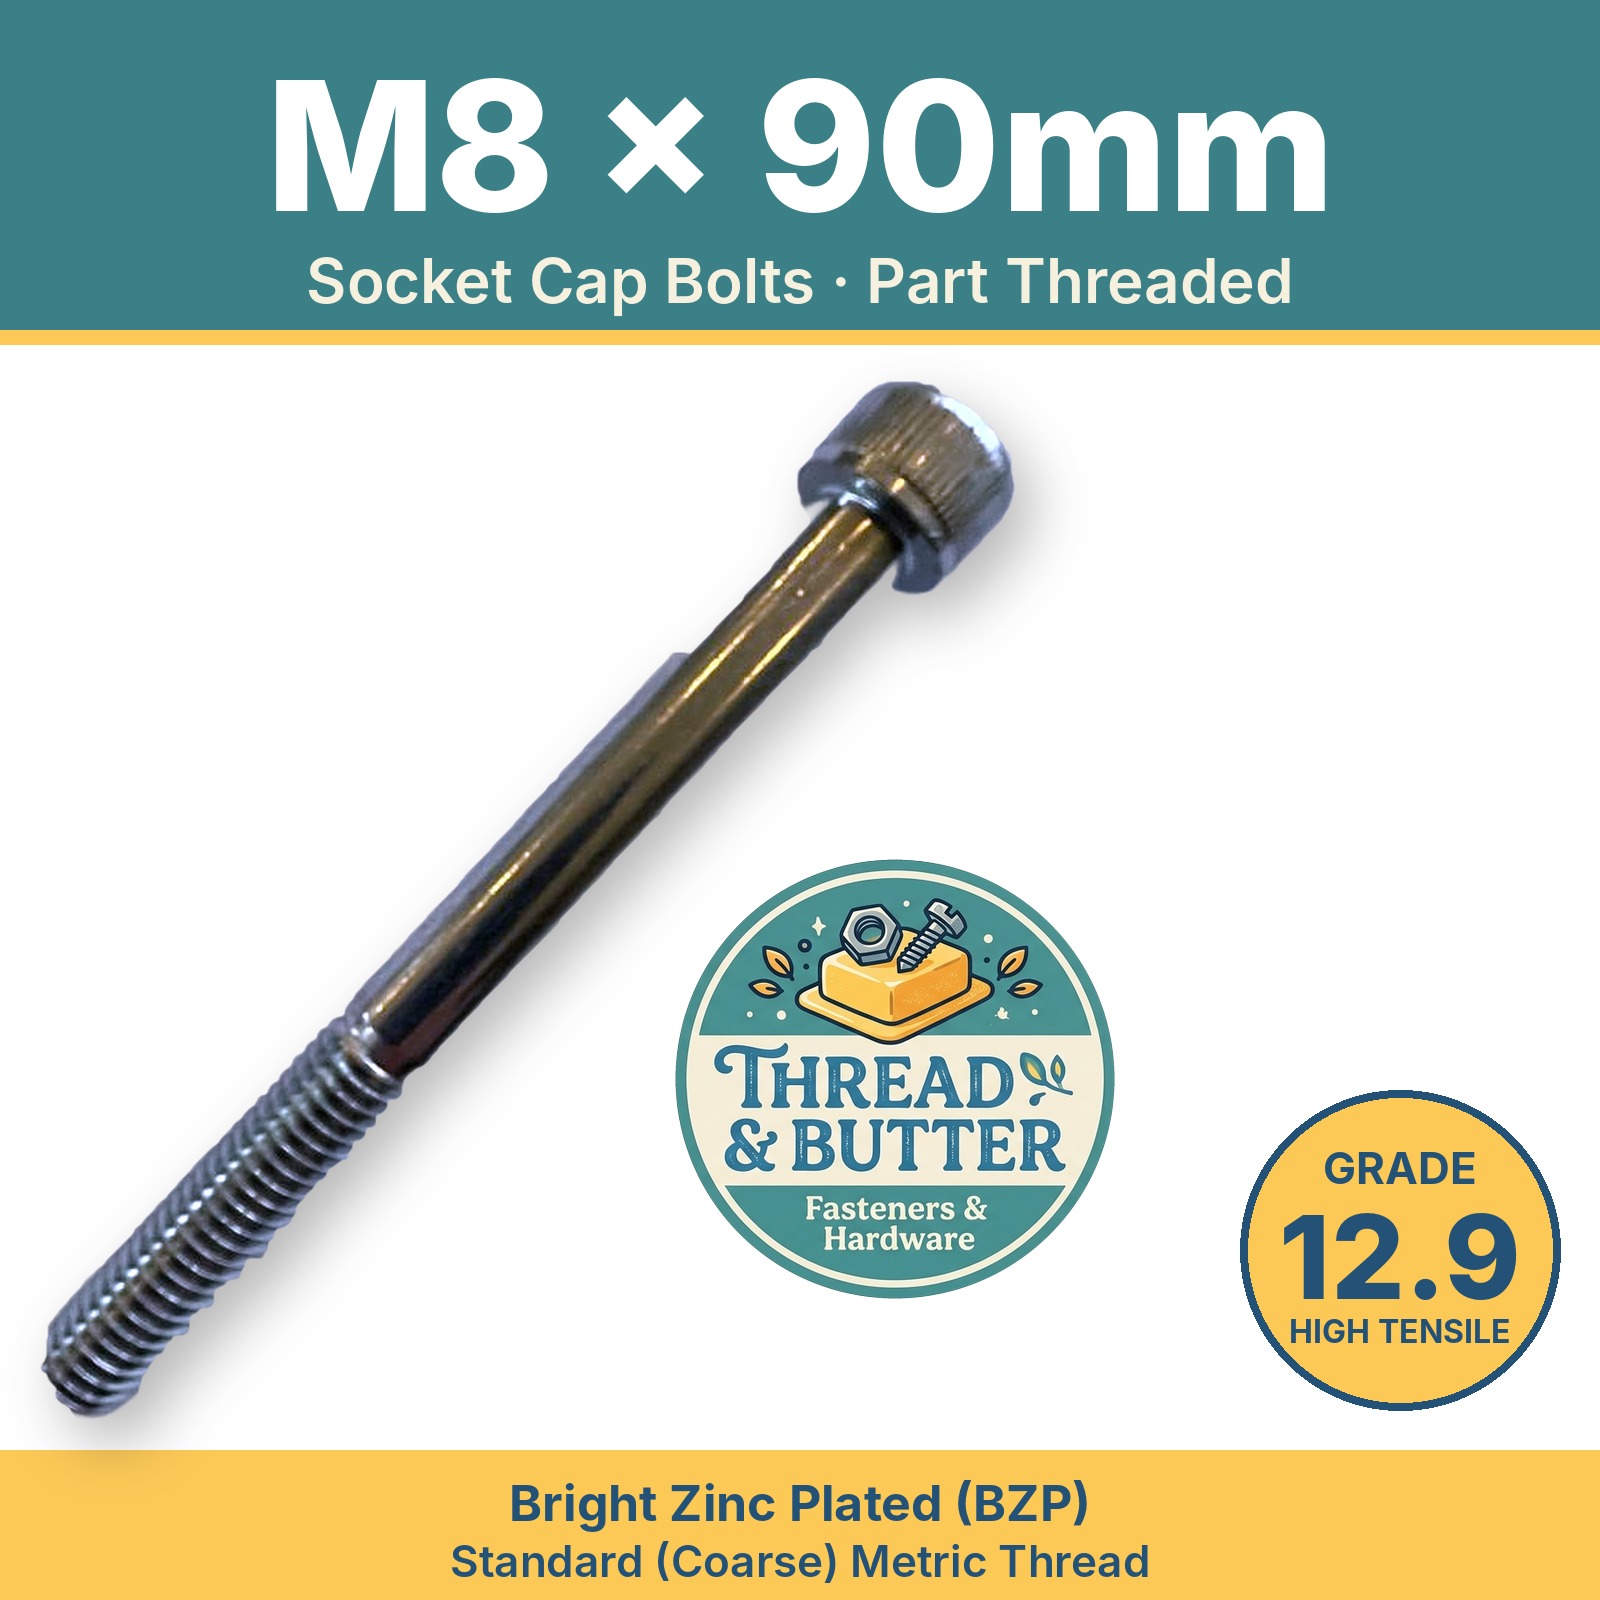 M8 × 90mm
Socket Cap Bolts · Part Threaded
THREAD
& BUTTER
Fasteners &
Hardware
GRADE
12.9
HIGH TENSILE
Bright Zinc Plated (BZP)
Standard (Coarse) Metric Thread